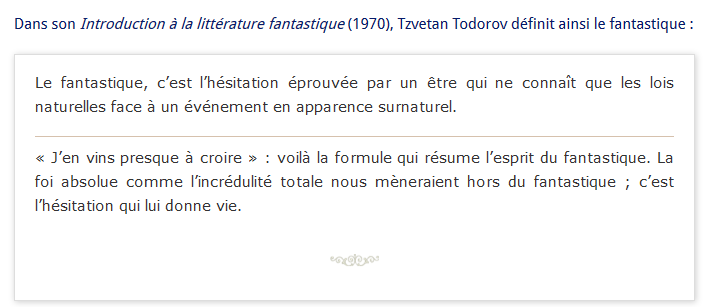 Dans son Introduction à la littérature fantastique (1970), Tzvetan Todorov définit ainsi le fantastique :
Le fantastique, c’est l’hésitation éprouvée par un être qui ne connaît que les lois
naturelles face à un événement en apparence surnaturel.
« J’en vins presque à croire » : voilà la formule qui résume l’esprit du fantastique. La
foi absolue comme l’incrédulité totale nous mèneraient hors du fantastique ; c’est
l’hésitation qui lui donne vie.